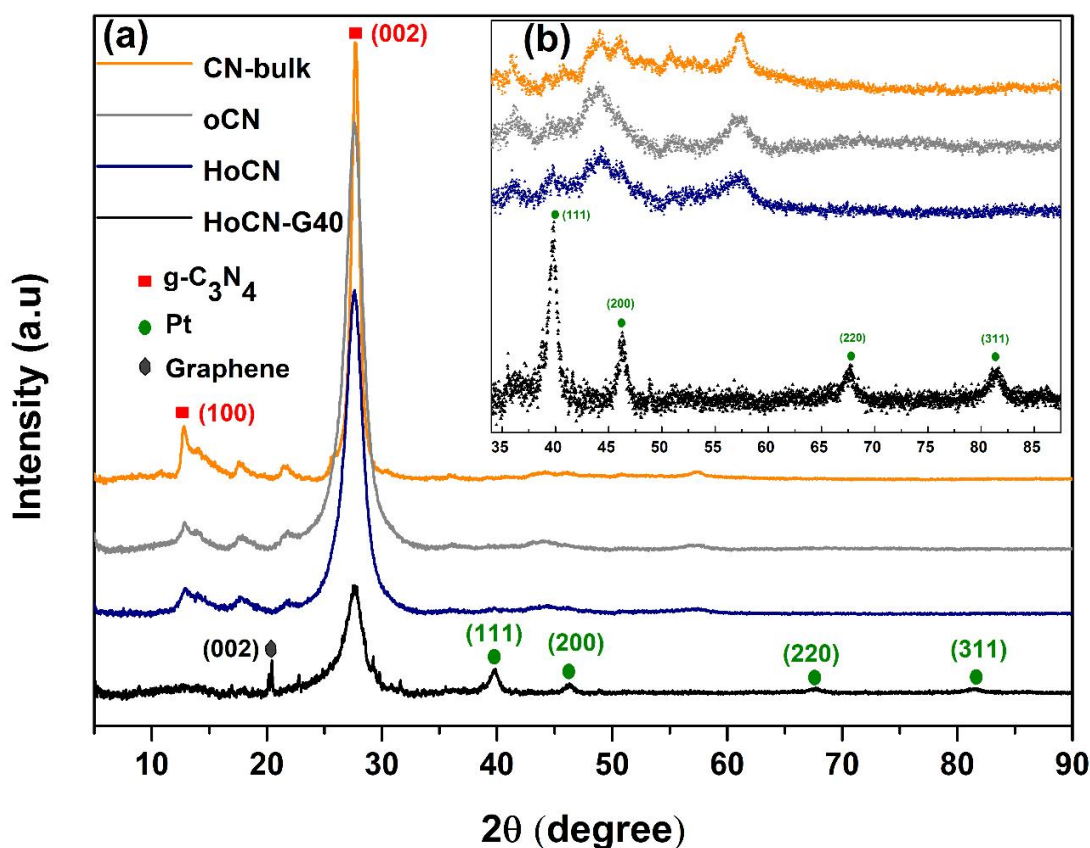 (a)
(002)
CN-bulk
oCN
HoCN
HoCN-G40
g-C₃N₄
Pt
Graphene
(100)
(002)
(111)
(200)
(220)
(311)
Intensity (a.u)
10 20 30 40 50 60 70 80 90
2θ (degree)
(b)
(111)
(200)
(220)
(311)
35 40 45 50 55 60 65 70 75 80 85